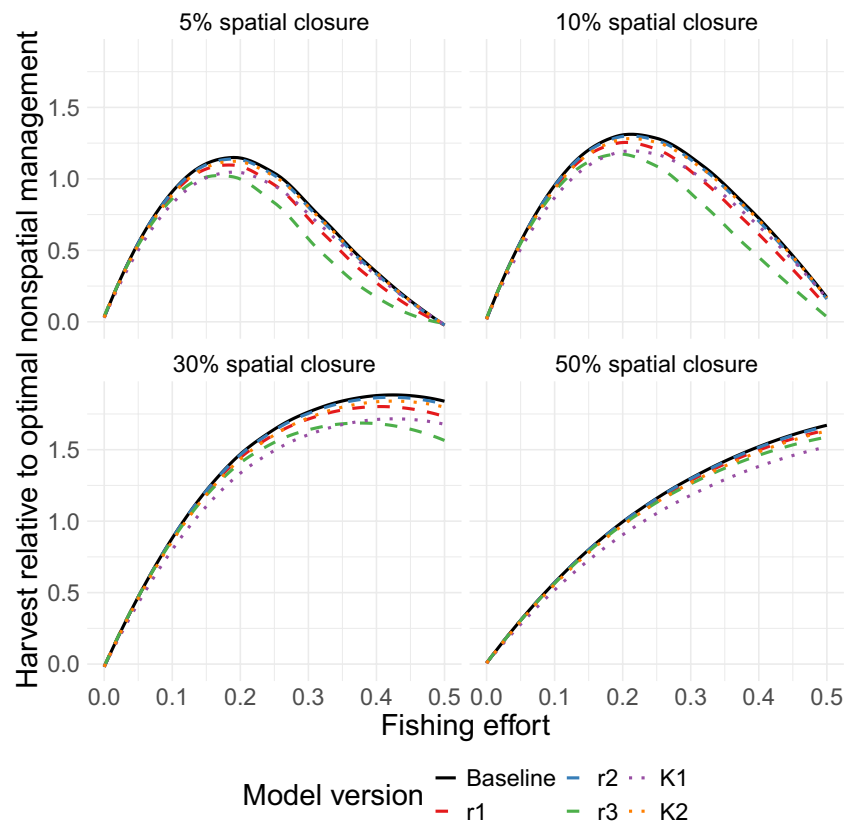 5% spatial closure
10% spatial closure
1.5
1.0
0.5
0.0
30% spatial closure
50% spatial closure
1.5
1.0
0.5
0.0
Harvest relative to optimal nonspatial management
0.0 0.1 0.2 0.3 0.4 0.5 0.0 0.1 0.2 0.3 0.4 0.5
Fishing effort
Model version
Baseline r2 K1
r1 r3 K2